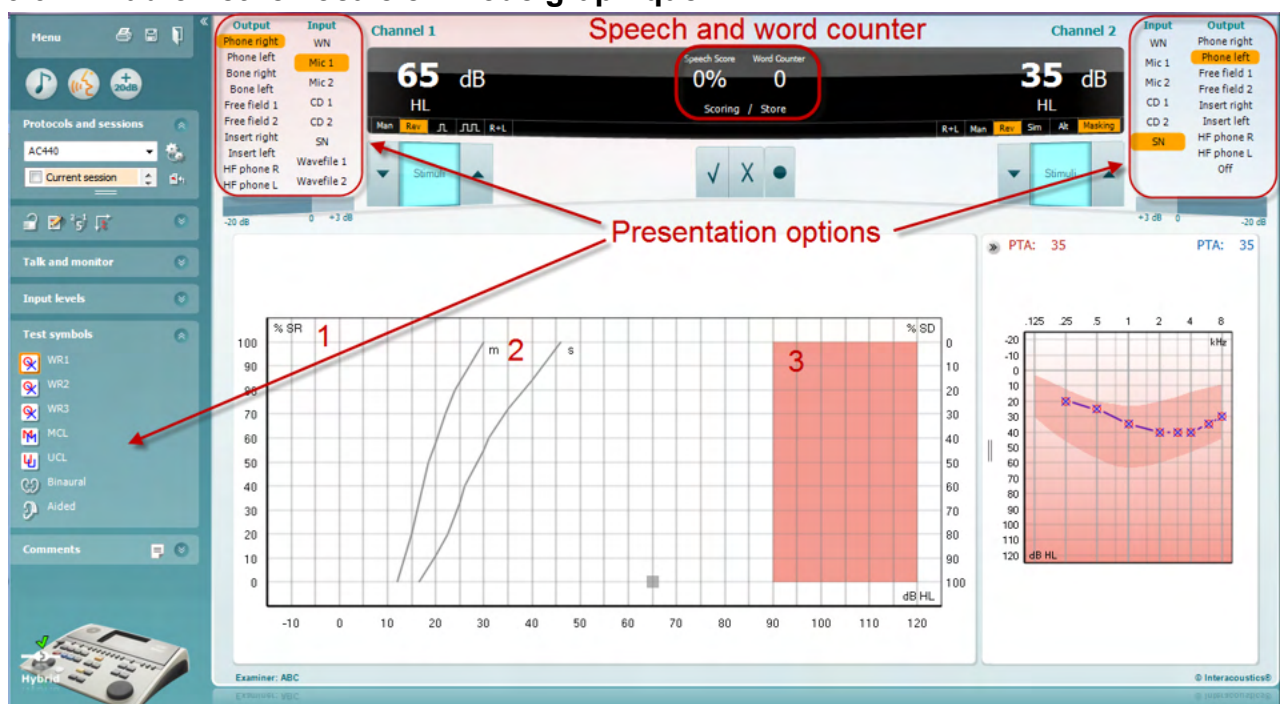 Menu
Protocols and sessions
AC440
Current session
Talk and monitor
Input levels
Test symbols
WR1
WR2
WR3
MCL
UCL
Binaural
Aided
Comments
Hybrid
Output Input
Phone right WN
Phone left Mic 1
Bone right Mic 2
Bone left
Free field 1 CD 1
Free field 2 CD 2
Insert right SN
Insert left Wavefile 1
HF phone R Wavefile 2
HF phone L
Channel 1
Speech and word counter
Channel 2
65 dB
HL
Man Rev R+L
Speech Score Word Counter
0% 0
Scoring / Store
35 dB
HL
R+L Man Rev Sim Alt Masking
Input Output
WN Phone right
Mic 1 Phone left
Mic 2 Free field 1
Free field 2
CD 1 Insert right
CD 2 Insert left
SN HF phone R
HF phone L
Off
+20dB
Stimuli
Stimuli
-20 dB 0 +3 dB
+3 dB 0 -20 dB
Presentation options
% SR 1
m 2 s
3
% SD
100 90 80 70 60 50 40 30 20 10 0
0 10 20 30 40 50 60 70 80 90 100
dB HL
-10 0 10 20 30 40 50 60 70 80 90 100 110 120
PTA: 35 PTA: 35
.125 .25 .5 1 2 4 8
kHz
-20 -10 0 10 20 30 40 50 60 70 80 90 100 110 120
dB HL
Examiner: ABC
© Interacoustics®